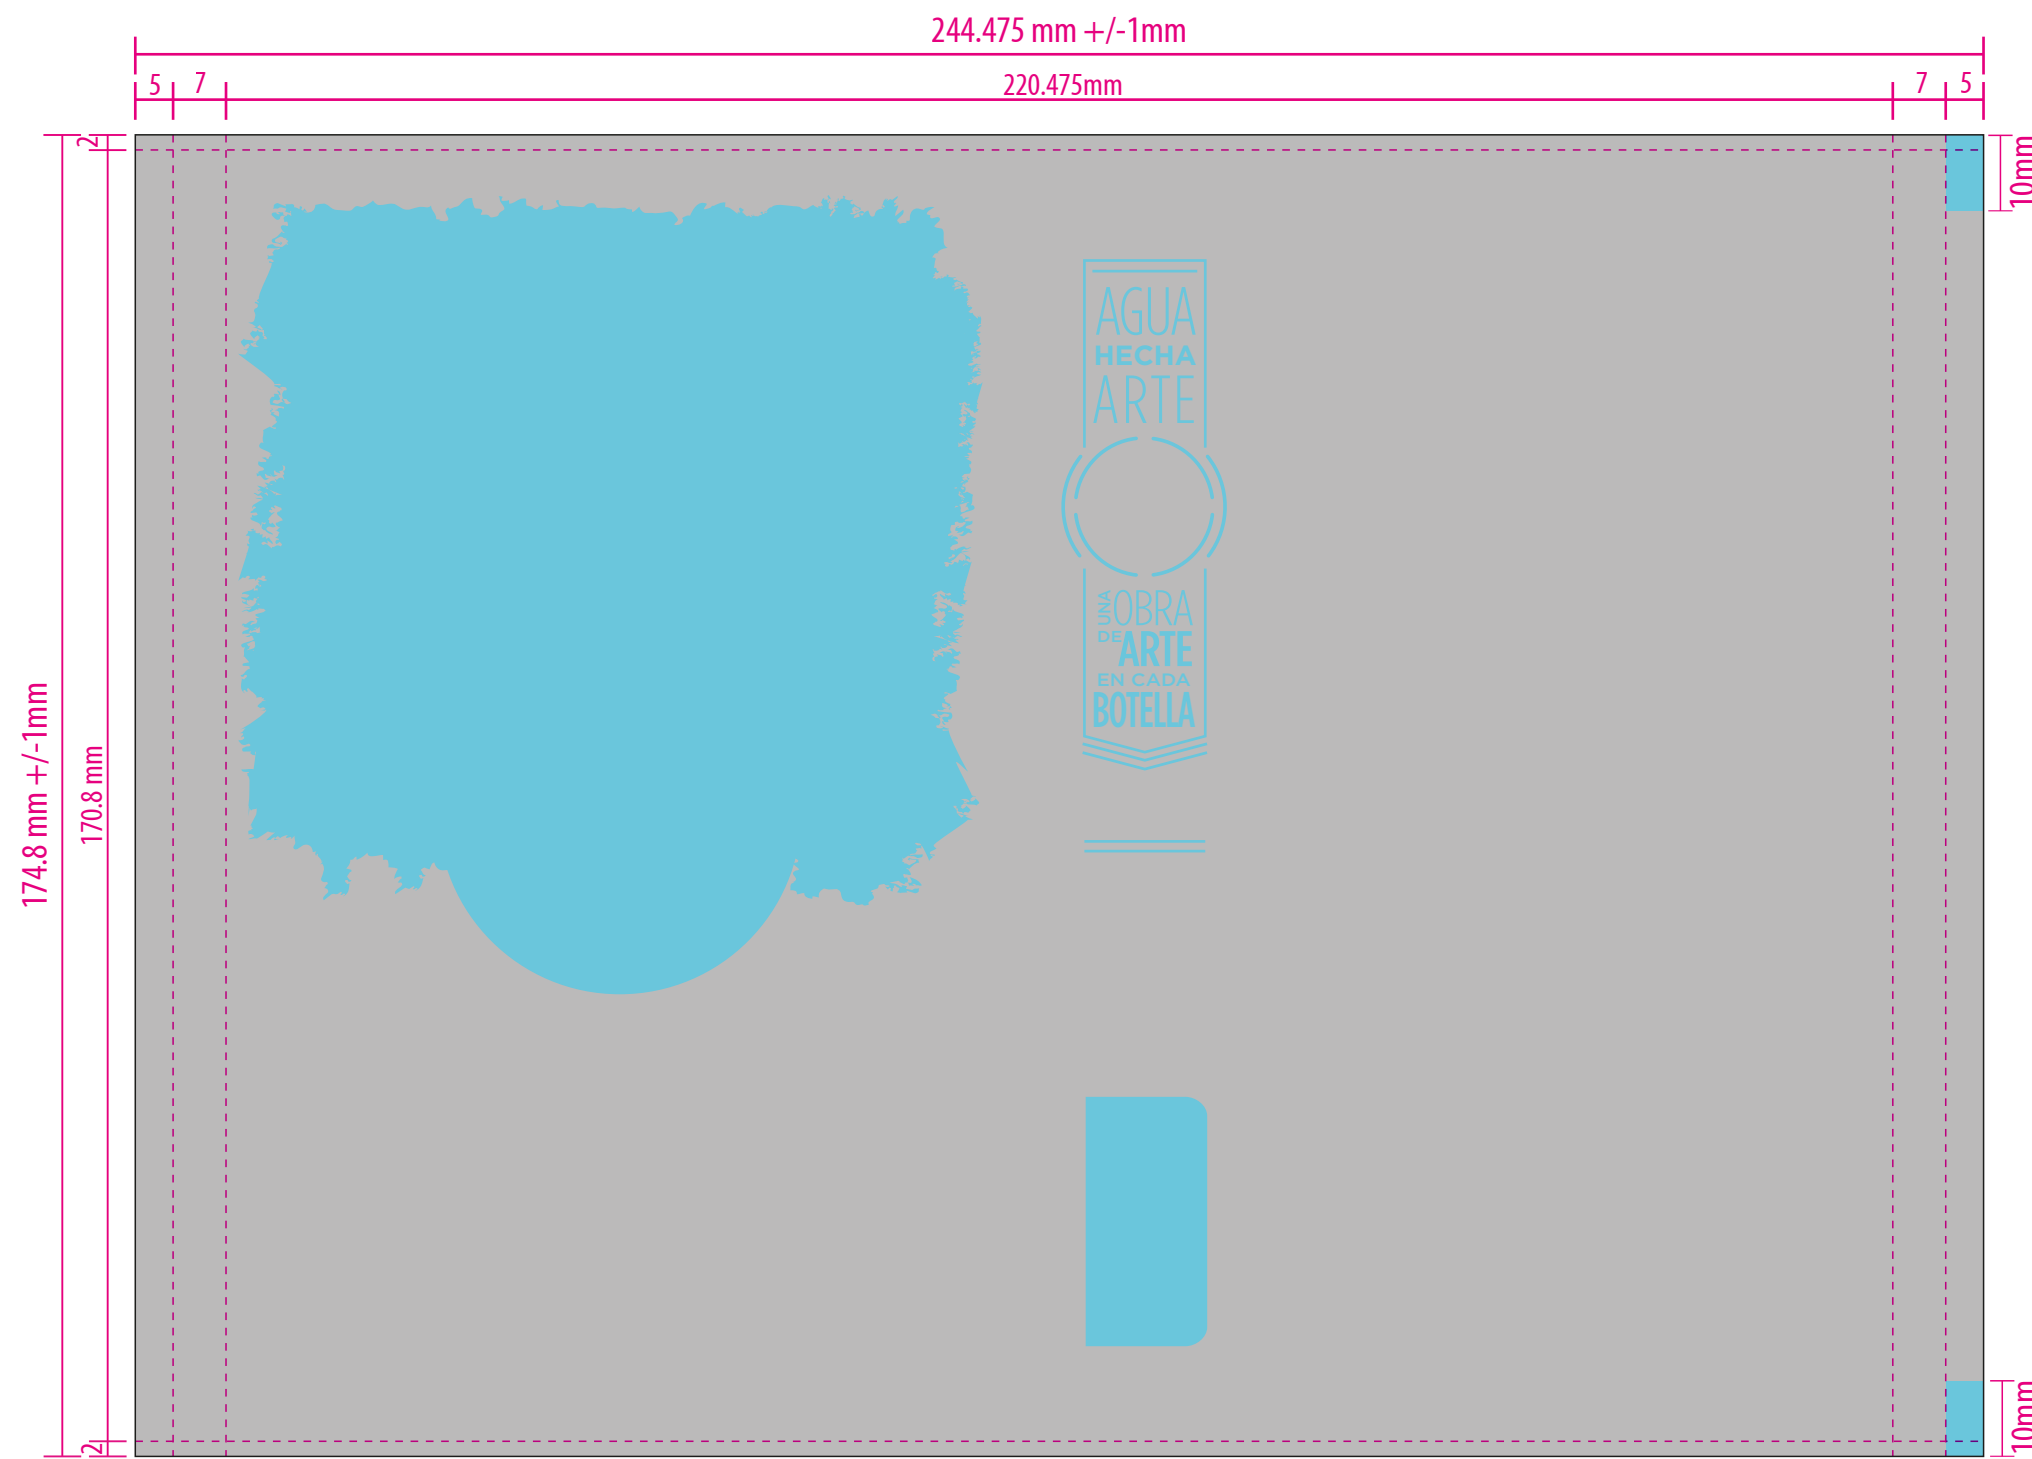 244.475 mm +/-1mm
5 7 220.475mm 7 5
2
10mm
AGUA
HECHA
ARTE
UNA OBRA
DE ARTE
EN CADA
BOTELLA
174.8 mm +/-1mm
170.8 mm
2
10mm